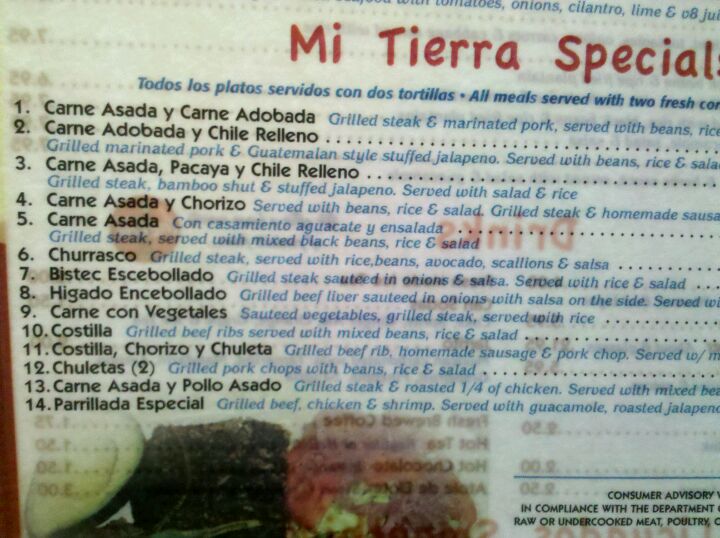 seafood with tomatoes, onions, cilantro, lime & v8
Mi Tierra Specials
Todos los platos servidos con dos tortillas • All meals served with two fresh
1. Carne Asada y Carne Adobada Grilled steak & marinated pork, served with beans, rice
2. Carne Adobada y Chile Relleno
Grilled marinated pork & Guatemalan style stuffed jalapeno. Served with beans, rice &
3. Carne Asada, Pacaya y Chile Relleno
Grilled steak, bamboo shut & stuffed jalapeno. Served with salad & rice
4. Carne Asada y Chorizo Served with beans, rice & salad. Grilled steak & homemade
5. Carne Asada Con casamiento aguacate y ensalada
Grilled steak, served with mixed black beans, rice & salad
6. Churrasco Grilled steak, served with rice,beans, avocado, scallions & salsa
7. Bistec Escebollado Grilled steak sauteed in onions & salsa. Served with rice & salad
8. Higado Encebollado Grilled beef liver sauteed in onions with salsa on the side. Served
9. Carne con Vegetales Sauteed vegetables, grilled steak, served with rice
10. Costilla Grilled beef ribs served with mixed beans, rice & salad
11. Costilla, Chorizo y Chuleta Grilled beef rib, homemade sausage & pork chop. Served w/
12. Chuletas (2) Grilled pork chops with beans, rice & salad
13. Carne Asada y Pollo Asado Grilled steak & roasted 1/4 of chicken. Served with mixed
14. Parrillada Especial Grilled beef, chicken & shrimp. Served with guacamole, roasted
CONSUMER ADVISORY
IN COMPLIANCE WITH THE DEPARTMENT
RAW OR UNDERCOOKED MEAT, POULTRY,